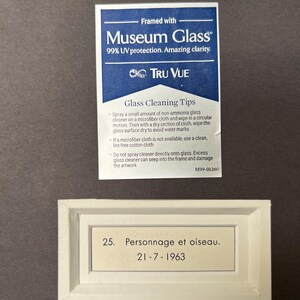 Framed with
Museum Glass®
99% UV protection. Amazing clarity.
TRU VUE
Glass Cleaning Tips
• Spray a small amount of non-ammonia glass
cleaner on a microfiber cloth and wipe in a circular
motion. Then with a dry section of cloth, wipe the
glass surface dry to avoid water marks
• If a microfiber cloth is not available, use a clean,
lint free cotton cloth
• Do not spray cleaner directly onto glass. Excess
glass cleaner can seep into the frame and damage
the artwork
25. Personnage et oiseau.
21-7-1963